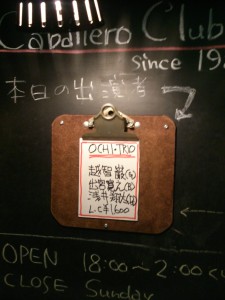 Caballero Club
since 19
本日の出演者
OCHI・TRIO
越智 巌(g)
L.C ¥1600
OPEN 18:00〜2:00
CLOSE Sunday